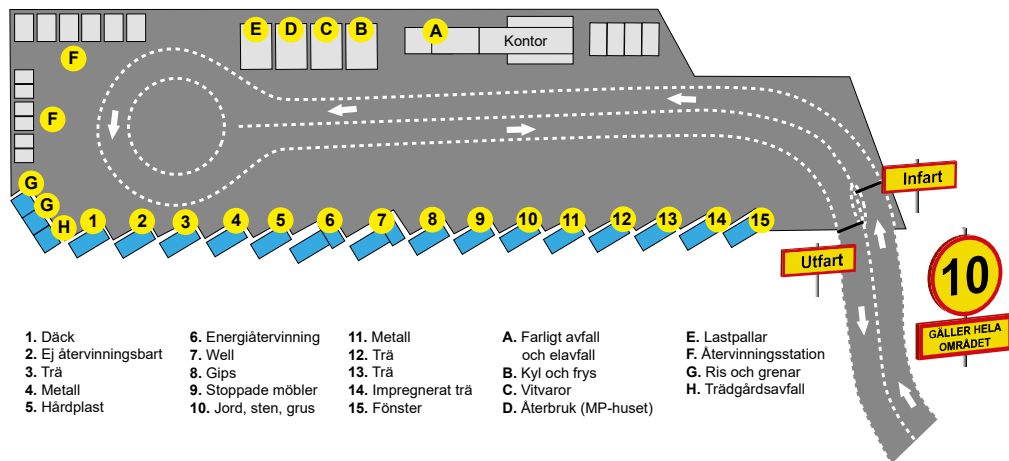 E
D
C
B
A
Kontor
F
F
G
G
H
1
2
3
4
5
6
7
8
9
10
11
12
13
14
15
Infart
Utfart
10
GÄLLER HELA
OMRÅDET
1. Däck
2. Ej återvinningsbart
3. Trä
4. Metall
5. Hårdplast
6. Energiåtervinning
7. Well
8. Gips
9. Stoppade möbler
10. Jord, sten, grus
11. Metall
12. Trä
13. Trä
14. Impregnerat trä
15. Fönster
A. Farligt avfall
och elavfall
B. Kyl och frys
C. Vitvaror
D. Återbruk (MP-huset)
E. Lastpallar
F. Återvinningsstation
G. Ris och grenar
H. Trädgårdsavfall